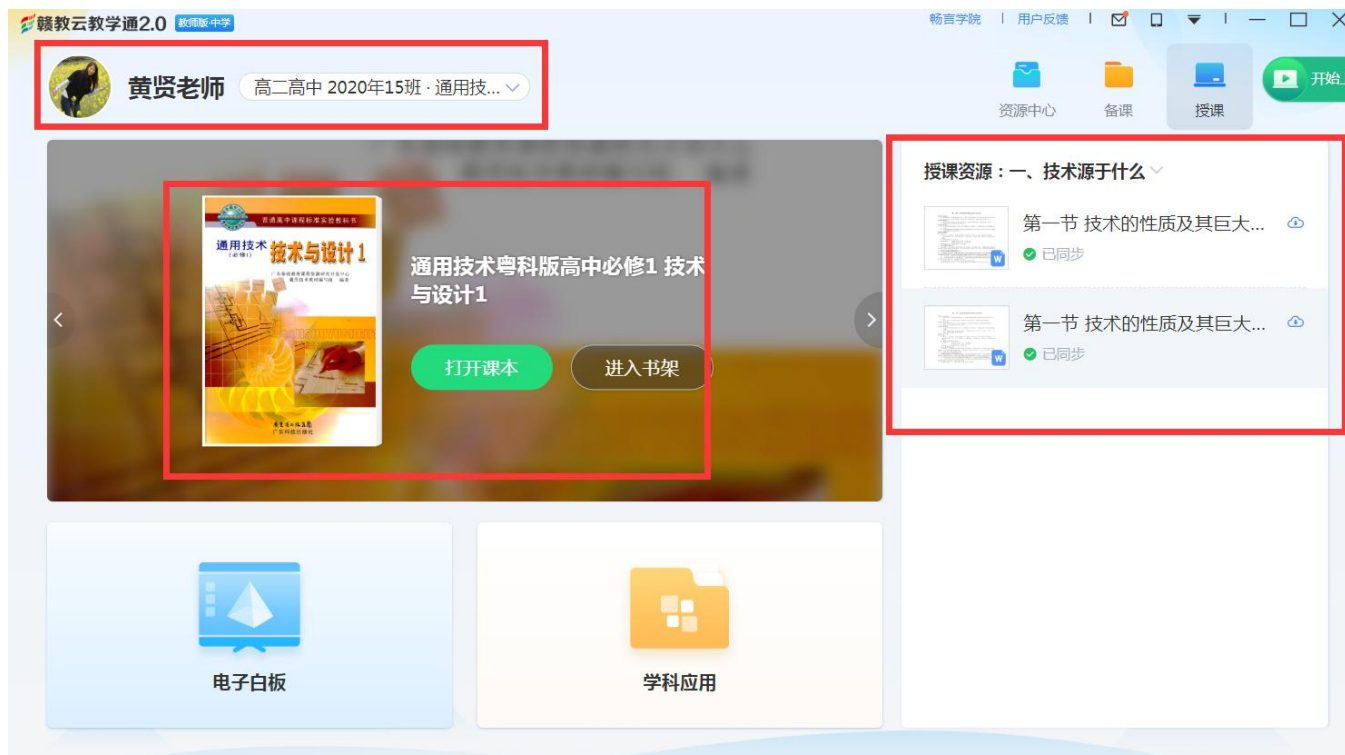 赣教云教学通2.0 教师版·中学
畅言学院 | 用户反馈
黄贤老师
高二高中 2020年15班 · 通用技...
资源中心
备课
授课
开始
普通高中课程标准实验教科书
通用技术
(必修1)
技术与设计 1
编著
通用技术粤科版高中必修1 技术
与设计1
打开课本
进入书架
授课资源：一、技术源于什么
第一节 技术的性质及其巨大...
已同步
第一节 技术的性质及其巨大...
已同步
电子白板
学科应用